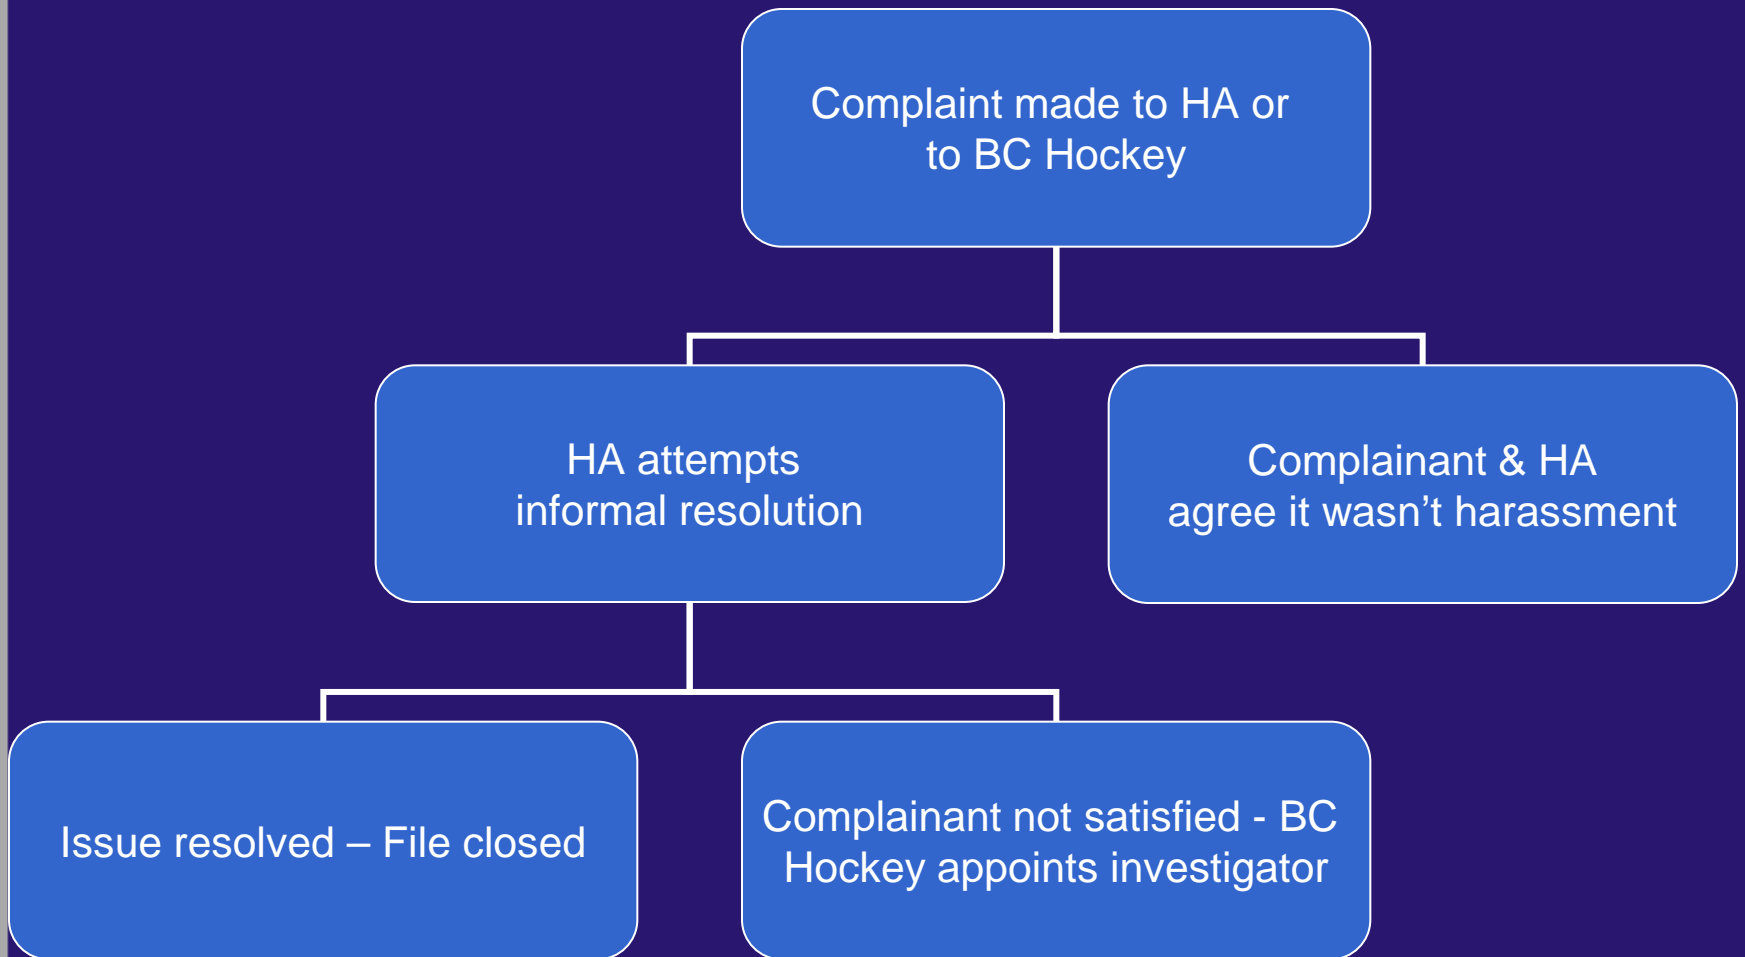 Complaint made to HA or
to BC Hockey
HA attempts
informal resolution
Complainant & HA
agree it wasn’t harassment
Issue resolved – File closed
Complainant not satisfied - BC
Hockey appoints investigator